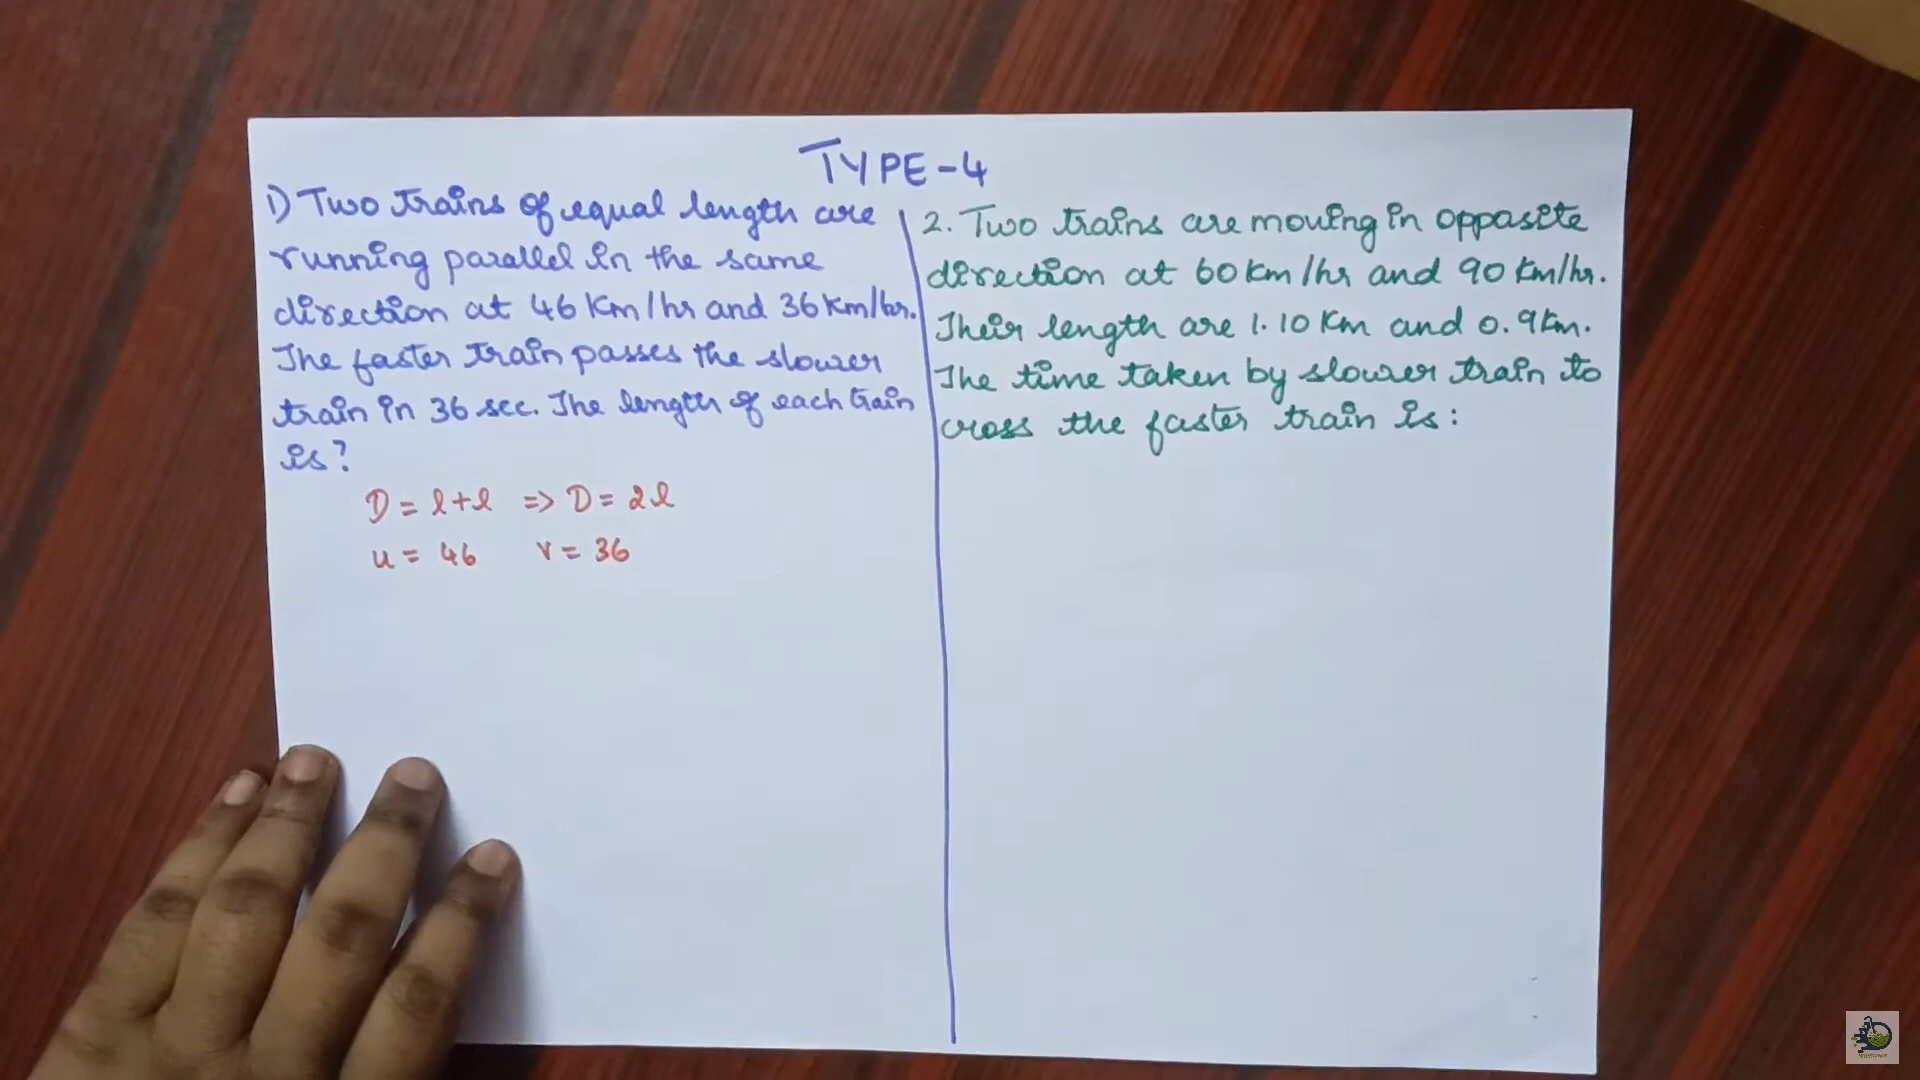 TYPE-4
1) Two trains of equal length are
running parallel in the same
direction at 46 Km/hr and 36 Km/hr.
The faster train passes the slower
train in 36 sec. The length of each train
is?
D = l+l => D = 2l
u = 46 v = 36
2. Two trains are moving in opposite
direction at 60 km/hr and 90 Km/hr.
Their length are 1.10 Km and 0.9 Km.
The time taken by slower train to
cross the faster train is: